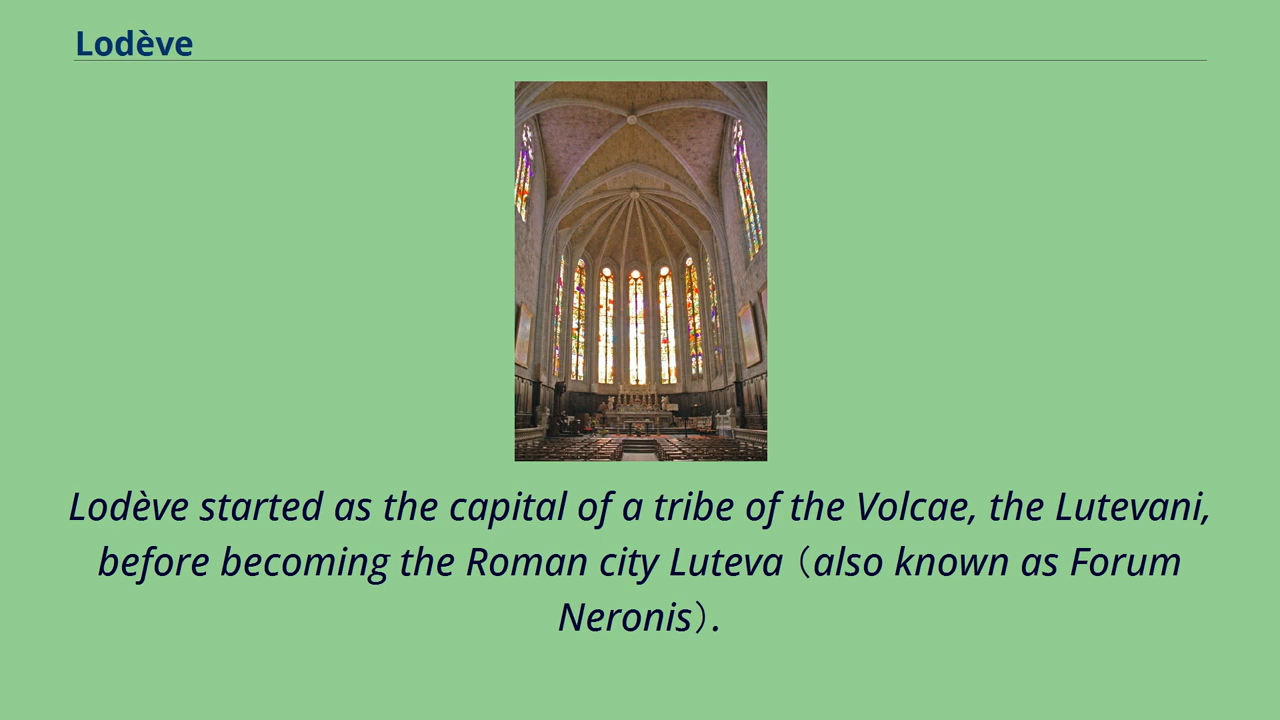 Lodève
Lodève started as the capital of a tribe of the Volcae, the Lutevani,
before becoming the Roman city Luteva（also known as Forum
Neronis）.